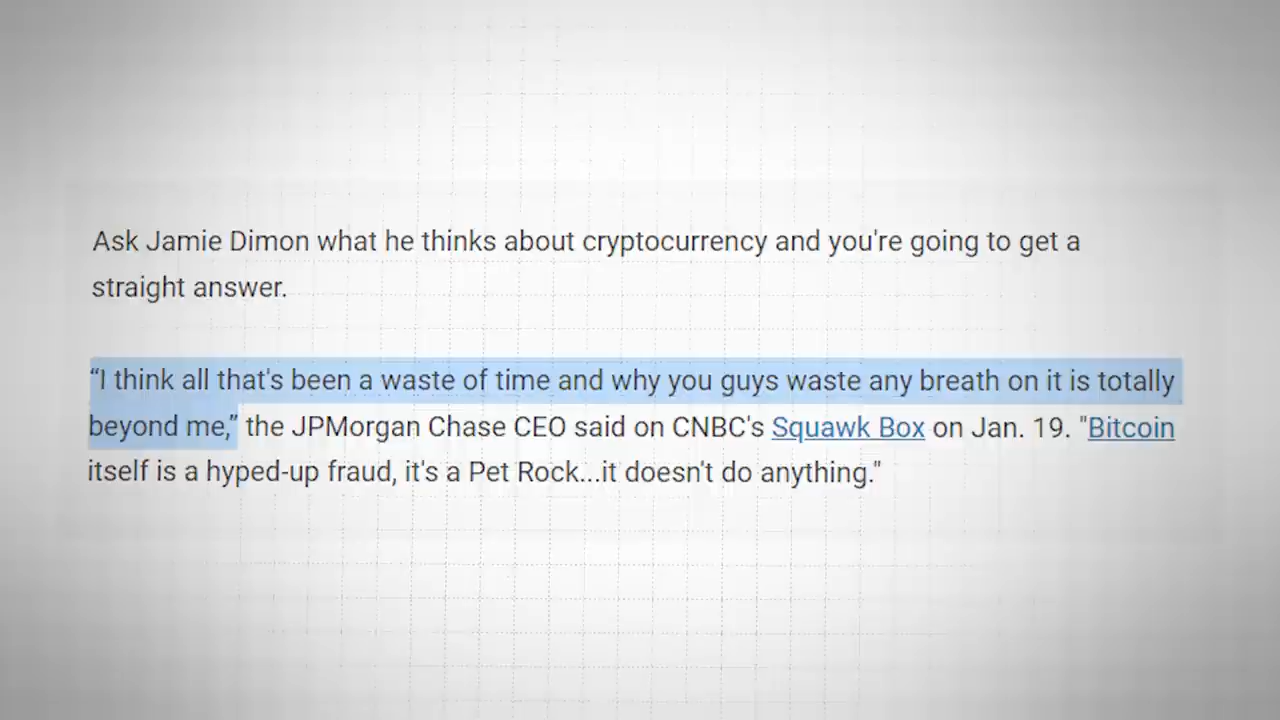 Ask Jamie Dimon what he thinks about cryptocurrency and you're going to get a
straight answer.
“I think all that's been a waste of time and why you guys waste any breath on it is totally
beyond me,” the JPMorgan Chase CEO said on CNBC's Squawk Box on Jan. 19. "Bitcoin
itself is a hyped-up fraud, it's a Pet Rock...it doesn't do anything."